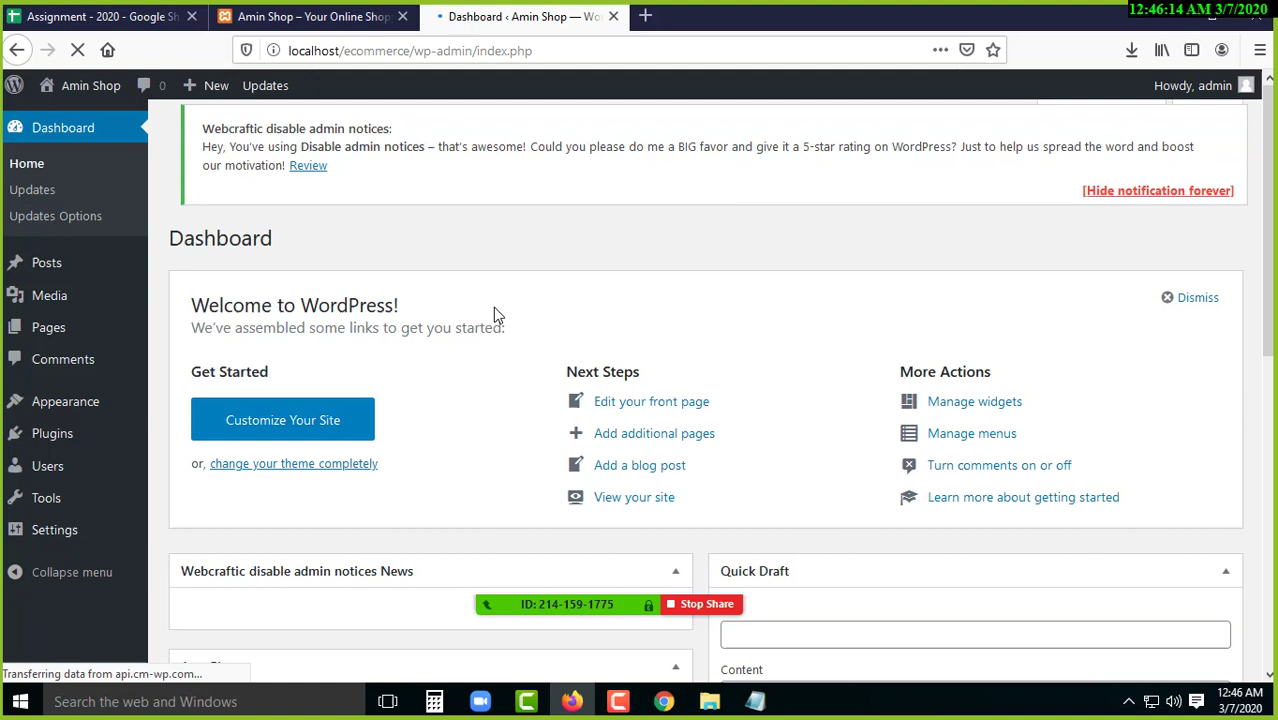 12:46:14 AM 3/7/2020
Assignment - 2020 - Google Sh
Amin Shop – Your Online Shop
Dashboard ‹ Amin Shop — Wo
localhost/ecommerce/wp-admin/index.php
Amin Shop
0
New
Updates
Howdy, admin
Dashboard
Home
Updates
Updates Options
Posts
Media
Pages
Comments
Appearance
Plugins
Users
Tools
Settings
Collapse menu
Webcraftic disable admin notices:
Hey, You've using Disable admin notices – that's awesome! Could you please do me a BIG favor and give it a 5-star rating on WordPress? Just to help us spread the word and boost
our motivation! Review
[Hide notification forever]
Dashboard
Welcome to WordPress!
We've assembled some links to get you started:
Dismiss
Get Started
Customize Your Site
or, change your theme completely
Next Steps
Edit your front page
Add additional pages
Add a blog post
View your site
More Actions
Manage widgets
Manage menus
Turn comments on or off
Learn more about getting started
Webcraftic disable admin notices News
Quick Draft
ID: 214-159-1775
Stop Share
Content
Transferring data from api.cm-wp.com...
Search the web and Windows
12:46 AM
3/7/2020